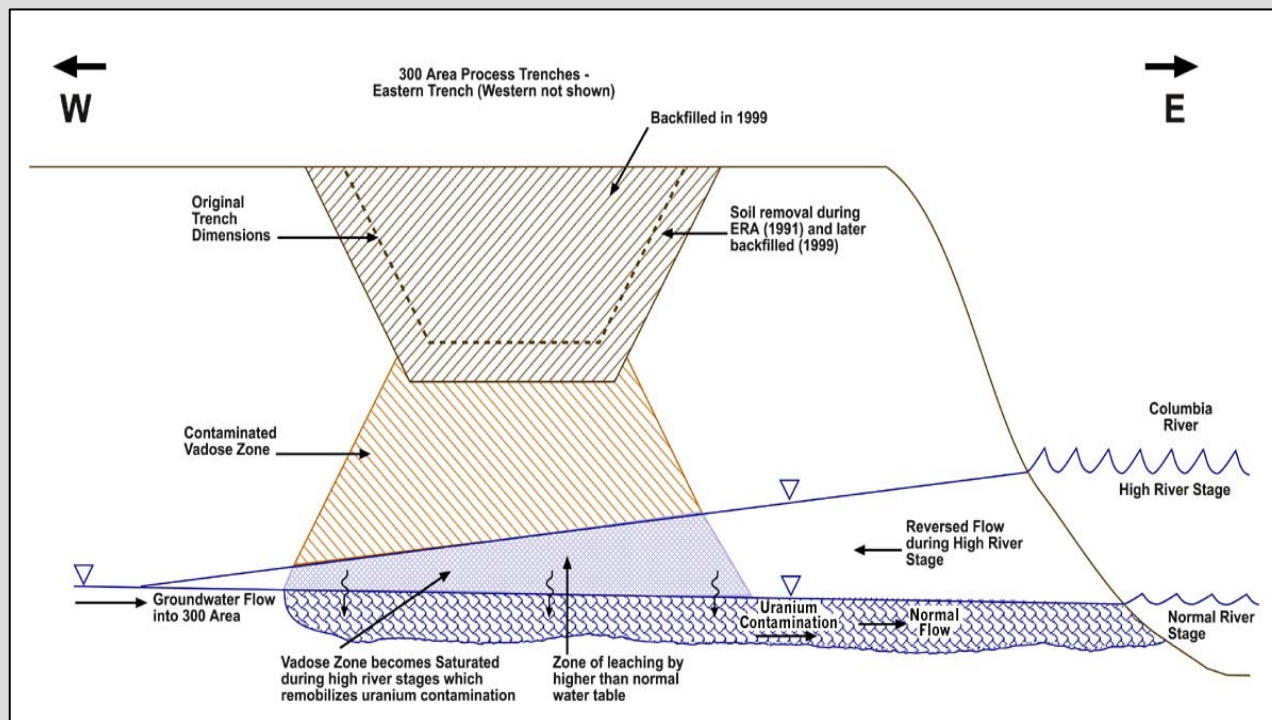 W
E
300 Area Process Trenches -
Eastern Trench (Western not shown)
Backfilled in 1999
Original
Trench
Dimensions
Soil removal during
ERA (1991) and later
backfilled (1999)
Contaminated
Vadose Zone
Columbia
River
High River Stage
Reversed Flow
during High River
Stage
Groundwater Flow
into 300 Area
Uranium
Contamination
Normal
Flow
Normal River
Stage
Vadose Zone becomes Saturated
during high river stages which
remobilizes uranium contamination
Zone of leaching by
higher than normal
water table